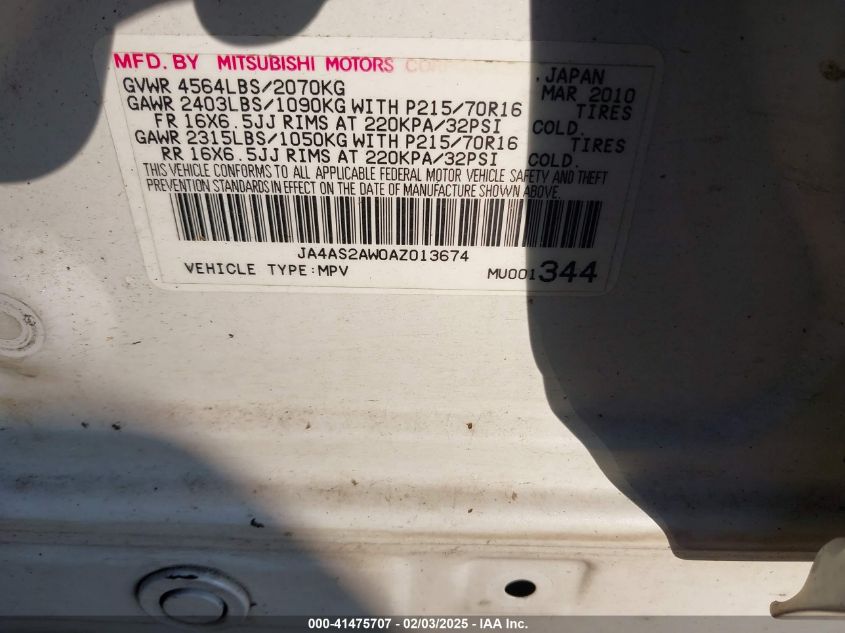 MFD. BY MITSUBISHI MOTORS , JAPAN
GVWR 4564LBS/2070KG MAR 2010
GAWR 2403LBS/1090KG WITH P215/70R16 TIRES
FR 16X6.5JJ RIMS AT 220KPA/32PSI COLD.
GAWR 2315LBS/1050KG WITH P215/70R16 TIRES
RR 16X6.5JJ RIMS AT 220KPA/32PSI COLD.
THIS VEHICLE CONFORMS TO ALL APPLICABLE FEDERAL MOTOR VEHICLE SAFETY AND THEFT
PREVENTION STANDARDS IN EFFECT ON THE DATE OF MANUFACTURE SHOWN ABOVE.
JA4AS2AW0AZ013674
VEHICLE TYPE:MPV MU001344
000-41475707 - 02/03/2025 - IAA Inc.